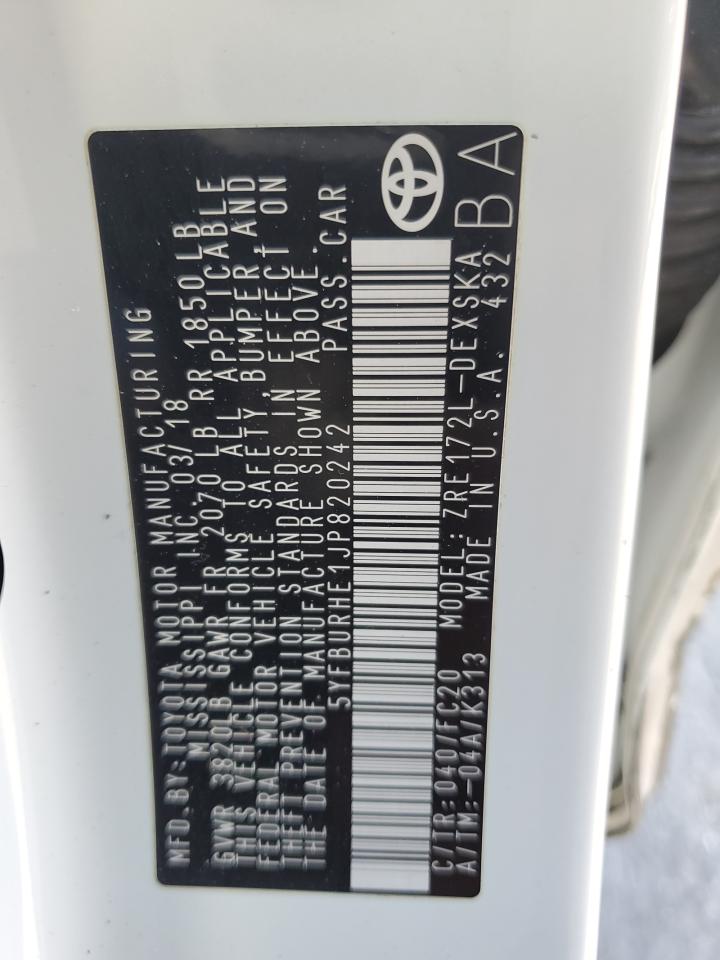 MFD.BY:TOYOTA MOTOR MANUFACTURING
MISSISSIPPI INC.03/18
GVWR 3820LB GAWR FR 2070 LB RR 1850LB
THIS VEHICLE CONFORMS TO ALL APPLICABLE
FEDERAL MOTOR VEHICLE SAFETY, BUMPER, AND
THEFT PREVENTION STANDARDS IN EFFECT ON
THE DATE OF MANUFACTURE SHOWN ABOVE.
5YFBURHE1JP820242 PASS.CAR
C/TR:040/FC20 MODEL:ZRE172L-DEXSKA
A/TM:-04A/K313 MADE IN U.S.A. 432
BA